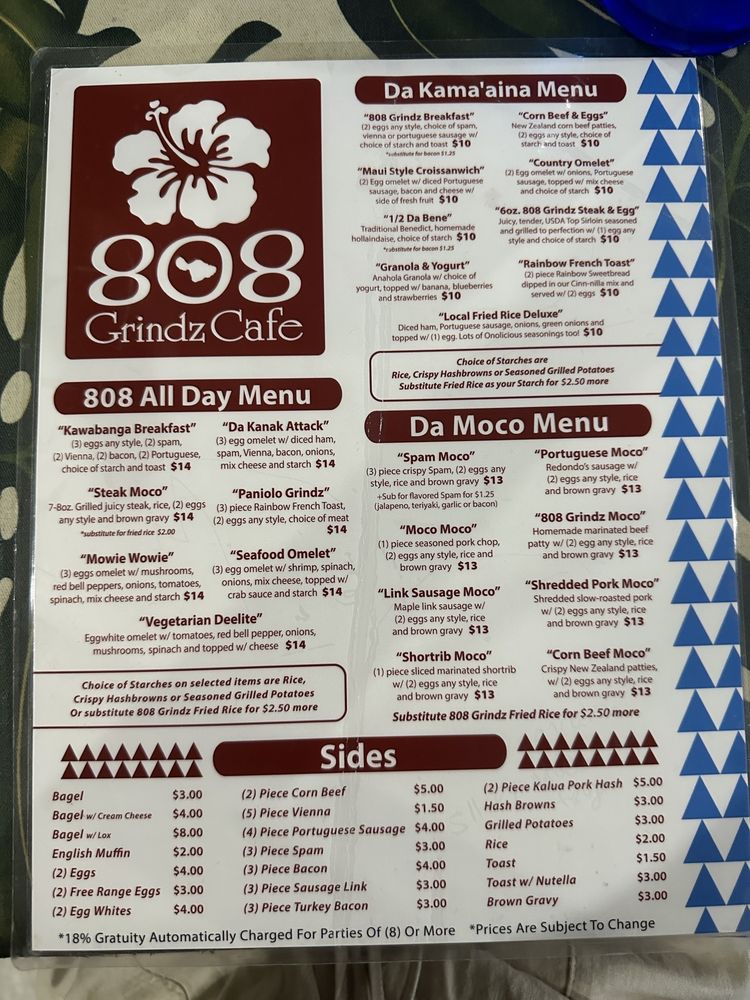 808
Grindz Cafe
Da Kama'aina Menu
"808 Grindz Breakfast"
(2) eggs any style, choice of spam,
vienna or portuguese sausage w/
choice of starch and toast $10
*substitute for bacon $1.25
"Corn Beef & Eggs"
New Zealand corn beef patties,
(2) eggs any style, choice of
starch and toast $10
"Maui Style Croissanwich"
(2) Egg omelet w/ diced Portuguese
sausage, bacon and cheese w/
side of fresh fruit $10
"Country Omelet"
(2) Egg omelet w/ onions, Portuguese
sausage, topped w/ mix cheese
and choice of starch $10
"1/2 Da Bene"
Traditional Benedict, homemade
hollaindaise, choice of starch $10
*substitute for bacon $1.25
"6oz. 808 Grindz Steak & Egg"
Juicy, tender, USDA Top Sirloin seasoned
and grilled to perfection w/ (1) egg any
style and choice of starch $10
"Granola & Yogurt"
Anahola Granola w/ choice of
yogurt, topped w/ banana, blueberries
and strawberries $10
"Rainbow French Toast"
(2) piece Rainbow Sweetbread
dipped in our Cinn-nilla mix and
served w/ (2) eggs $10
"Local Fried Rice Deluxe"
Diced ham, Portuguese sausage, onions, green onions and
topped w/ (1) egg. Lots of Onolicious seasonings too! $10
Choice of Starches are
Rice, Crispy Hashbrowns or Seasoned Grilled Potatoes
Substitute Fried Rice as your Starch for $2.50 more
808 All Day Menu
"Kawabanga Breakfast"
(3) eggs any style, (2) spam,
(2) Vienna, (2) bacon, (2) Portuguese,
choice of starch and toast $14
"Da Kanak Attack"
(3) egg omelet w/ diced ham,
spam, Vienna, bacon, onions,
mix cheese and starch $14
"Steak Moco"
7-8oz. Grilled juicy steak, rice, (2) eggs
any style and brown gravy $14
*substitute for fried rice $2.00
"Paniolo Grindz"
(3) piece Rainbow French Toast,
(2) eggs any style, choice of meat
$14
"Mowie Wowie"
(3) eggs omelet w/ mushrooms,
red bell peppers, onions, tomatoes,
spinach, mix cheese and starch $14
"Seafood Omelet"
(3) egg omelet w/ shrimp, spinach,
onions, mix cheese, topped w/
crab sauce and starch $14
"Vegetarian Deelite"
Eggwhite omelet w/ tomatoes, red bell pepper, onions,
mushrooms, spinach and topped w/ cheese $14
Choice of Starches on selected items are Rice,
Crispy Hashbrowns or Seasoned Grilled Potatoes
Or substitute 808 Grindz Fried Rice for $2.50 more
Da Moco Menu
"Spam Moco"
(3) piece crispy Spam, (2) eggs any
style, rice and brown gravy $13
+Sub for flavored Spam for $1.25
(jalapeno, teriyaki, garlic or bacon)
"Portuguese Moco"
Redondo's sausage w/
(2) eggs any style, rice
and brown gravy $13
"Moco Moco"
(1) piece seasoned pork chop,
(2) eggs any style, rice and
brown gravy $13
"808 Grindz Moco"
Homemade marinated beef
patty w/ (2) egg any style, rice
and brown gravy $13
"Link Sausage Moco"
Maple link sausage w/
(2) eggs any style, rice
and brown gravy $13
"Shredded Pork Moco"
Shredded slow-roasted pork
w/ (2) eggs any style, rice
and brown gravy $13
"Shortrib Moco"
(1) piece sliced marinated shortrib
w/ (2) eggs any style, rice
and brown gravy $13
"Corn Beef Moco"
Crispy New Zealand patties,
w/ (2) eggs any style, rice
and brown gravy $13
Substitute 808 Grindz Fried Rice for $2.50 more
Sides
Bagel $3.00
Bagel w/ Cream Cheese $4.00
Bagel w/ Lox $8.00
English Muffin $2.00
(2) Eggs $4.00
(2) Free Range Eggs $3.00
(2) Egg Whites $4.00
(2) Piece Corn Beef $5.00
(5) Piece Vienna $1.50
(4) Piece Portuguese Sausage $4.00
(3) Piece Spam $3.00
(3) Piece Bacon $4.00
(3) Piece Sausage Link $3.00
(3) Piece Turkey Bacon $3.00
(2) Piece Kalua Pork Hash $5.00
Hash Browns $3.00
Grilled Potatoes $3.00
Rice $2.00
Toast $1.50
Toast w/ Nutella $3.00
Brown Gravy $3.00
*18% Gratuity Automatically Charged For Parties Of (8) Or More *Prices Are Subject To Change